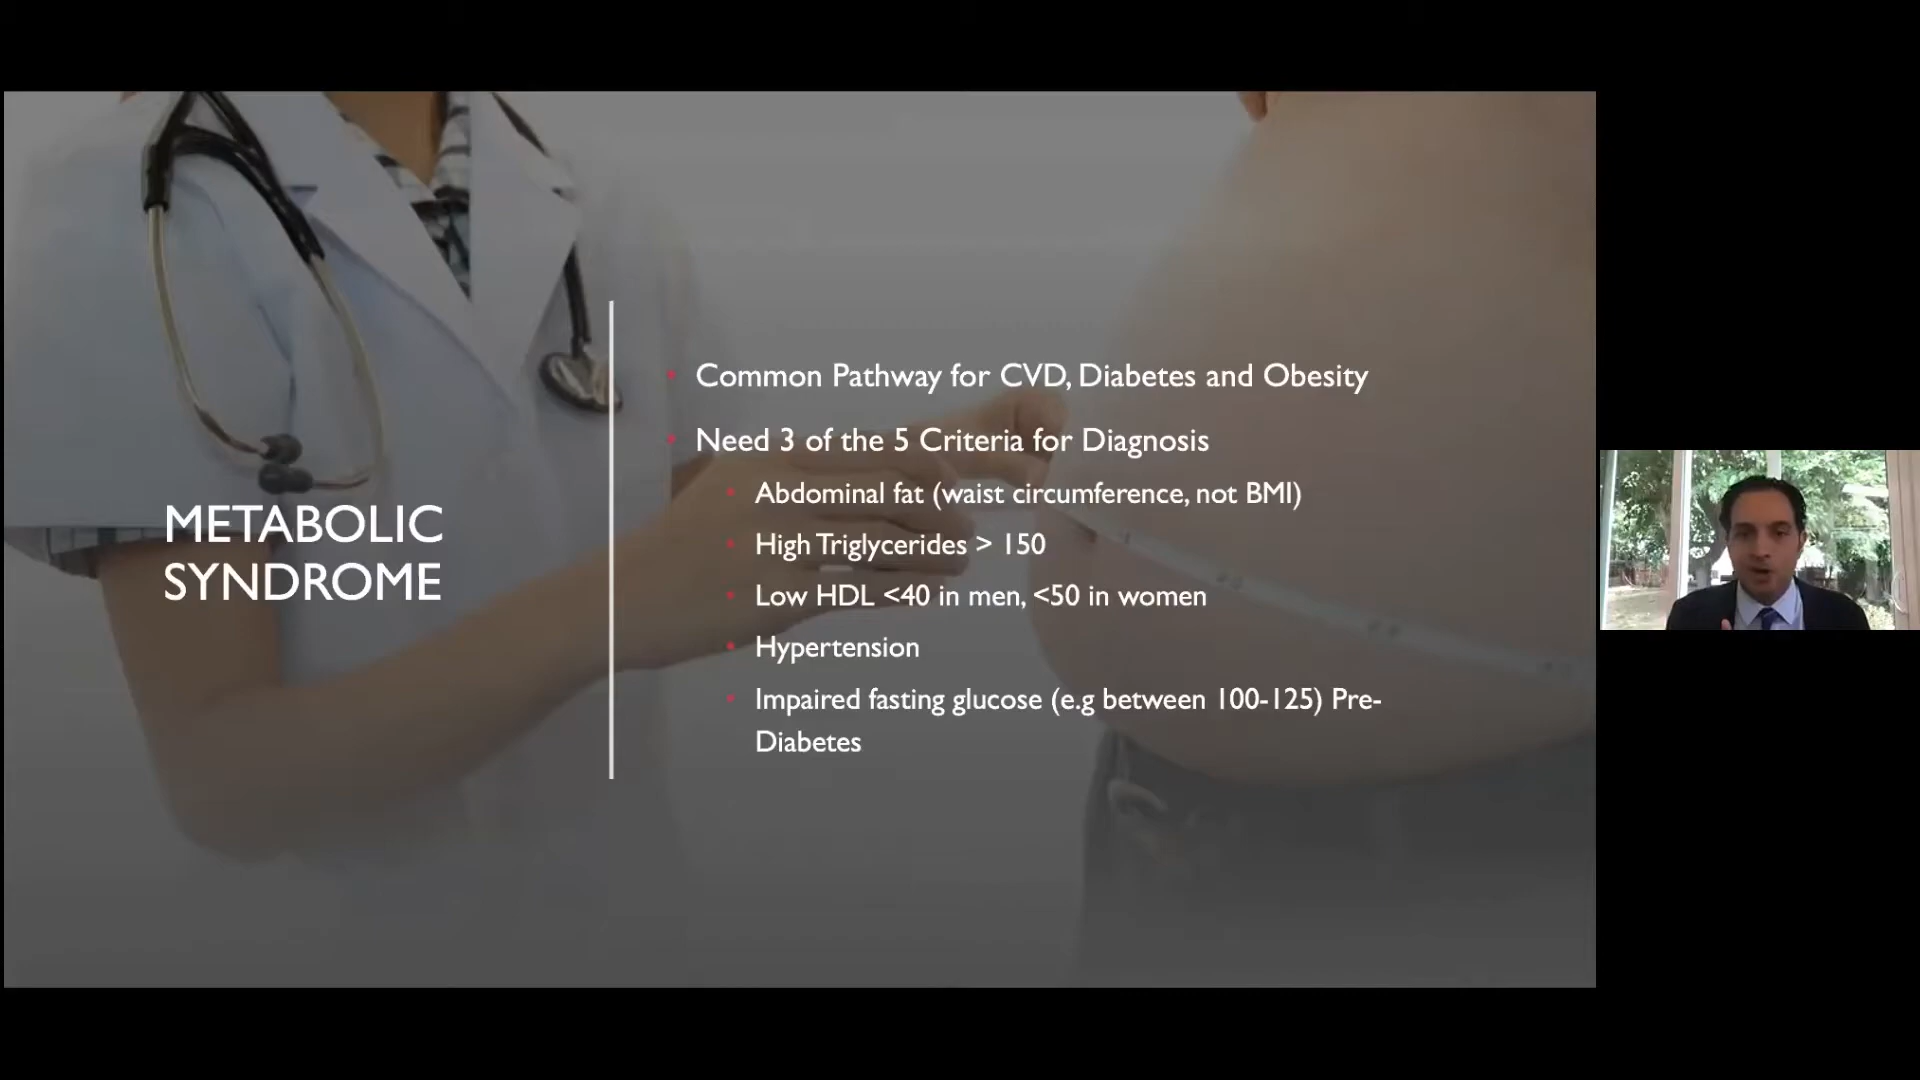 METABOLIC
SYNDROME
Common Pathway for CVD, Diabetes and Obesity
Need 3 of the 5 Criteria for Diagnosis
Abdominal fat (waist circumference, not BMI)
High Triglycerides > 150
Low HDL <40 in men, <50 in women
Hypertension
Impaired fasting glucose (e.g between 100-125) Pre-
Diabetes